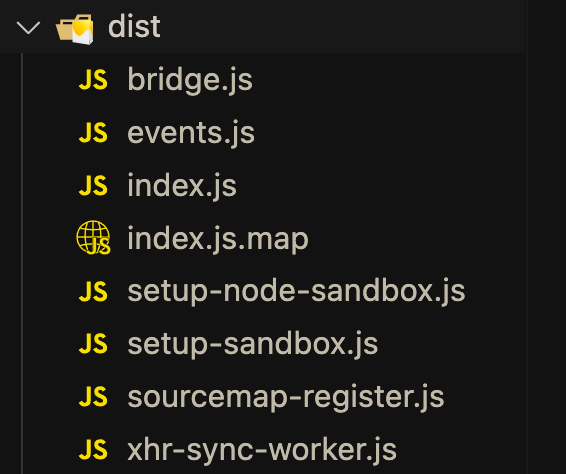 dist
JS bridge.js
JS events.js
JS index.js
JS index.js.map
JS setup-node-sandbox.js
JS setup-sandbox.js
JS sourcemap-register.js
JS xhr-sync-worker.js